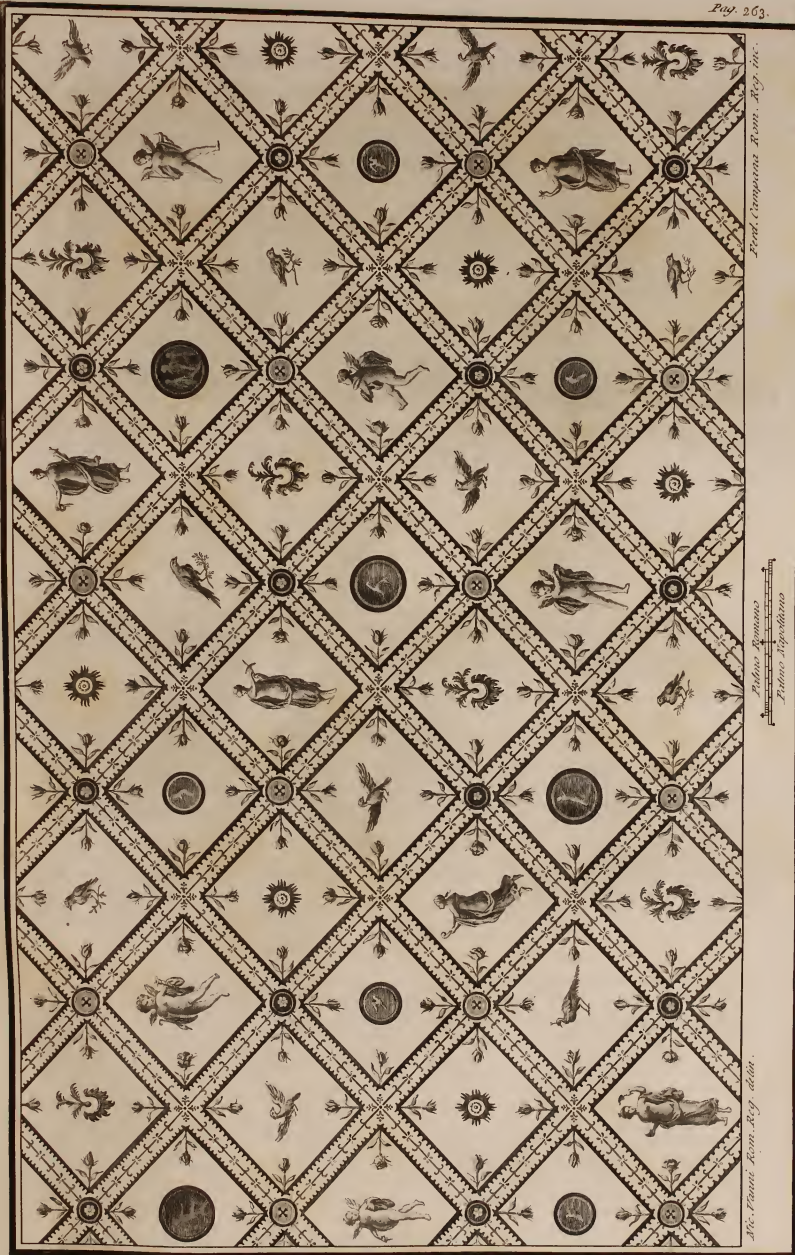 Pag. 263.
Nic. Vanni Rom. Reg. delin.
Palmo Romano
Palmo Napolitano
Ferd. Campana Rom. Reg. inc.